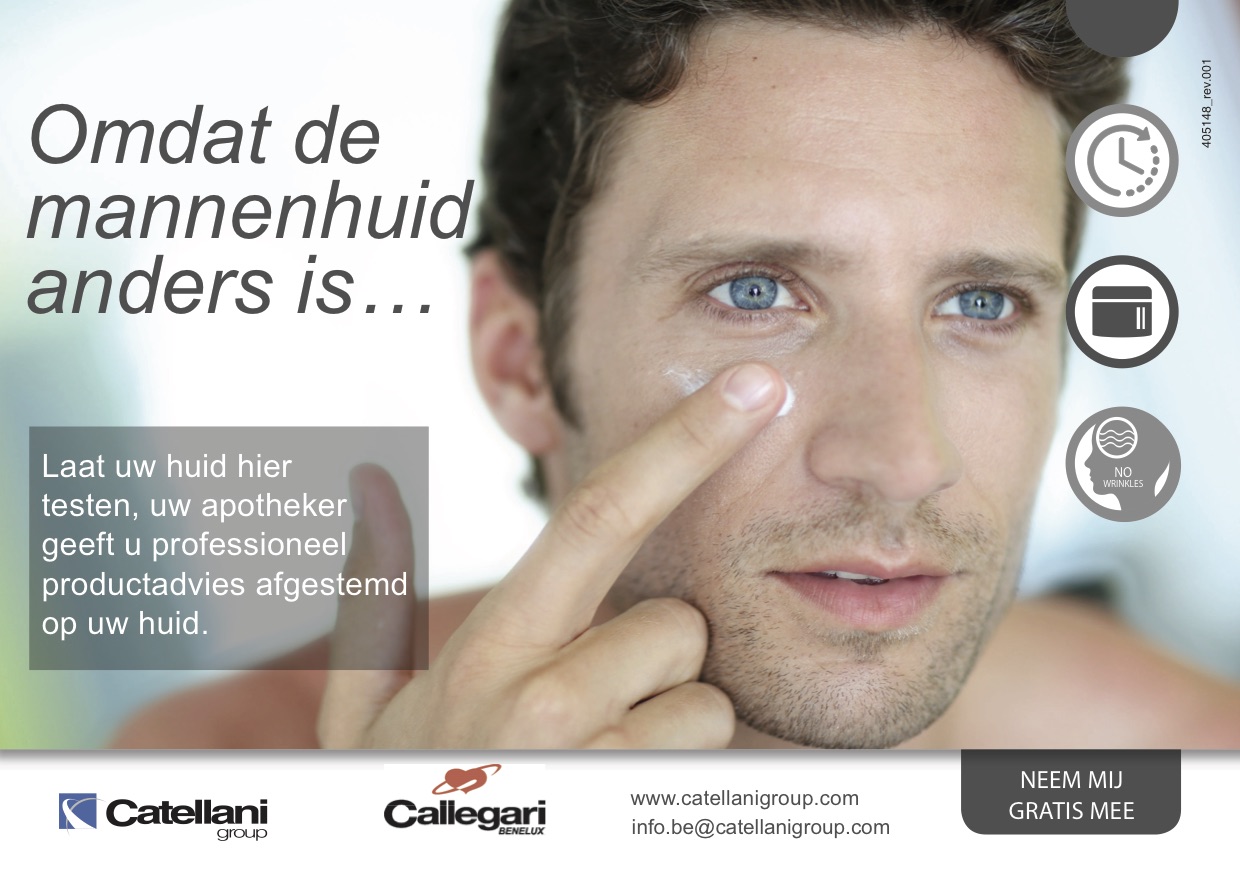 Omdat de
mannenhuid
anders is…
405148_rev.001
Laat uw huid hier
testen, uw apotheker
geeft u professioneel
productadvies afgestemd
op uw huid.
NO
WRINKLES
Catellani
group
Callegari
BENELUX
www.catellanigroup.com
info.be@catellanigroup.com
NEEM MIJ
GRATIS MEE